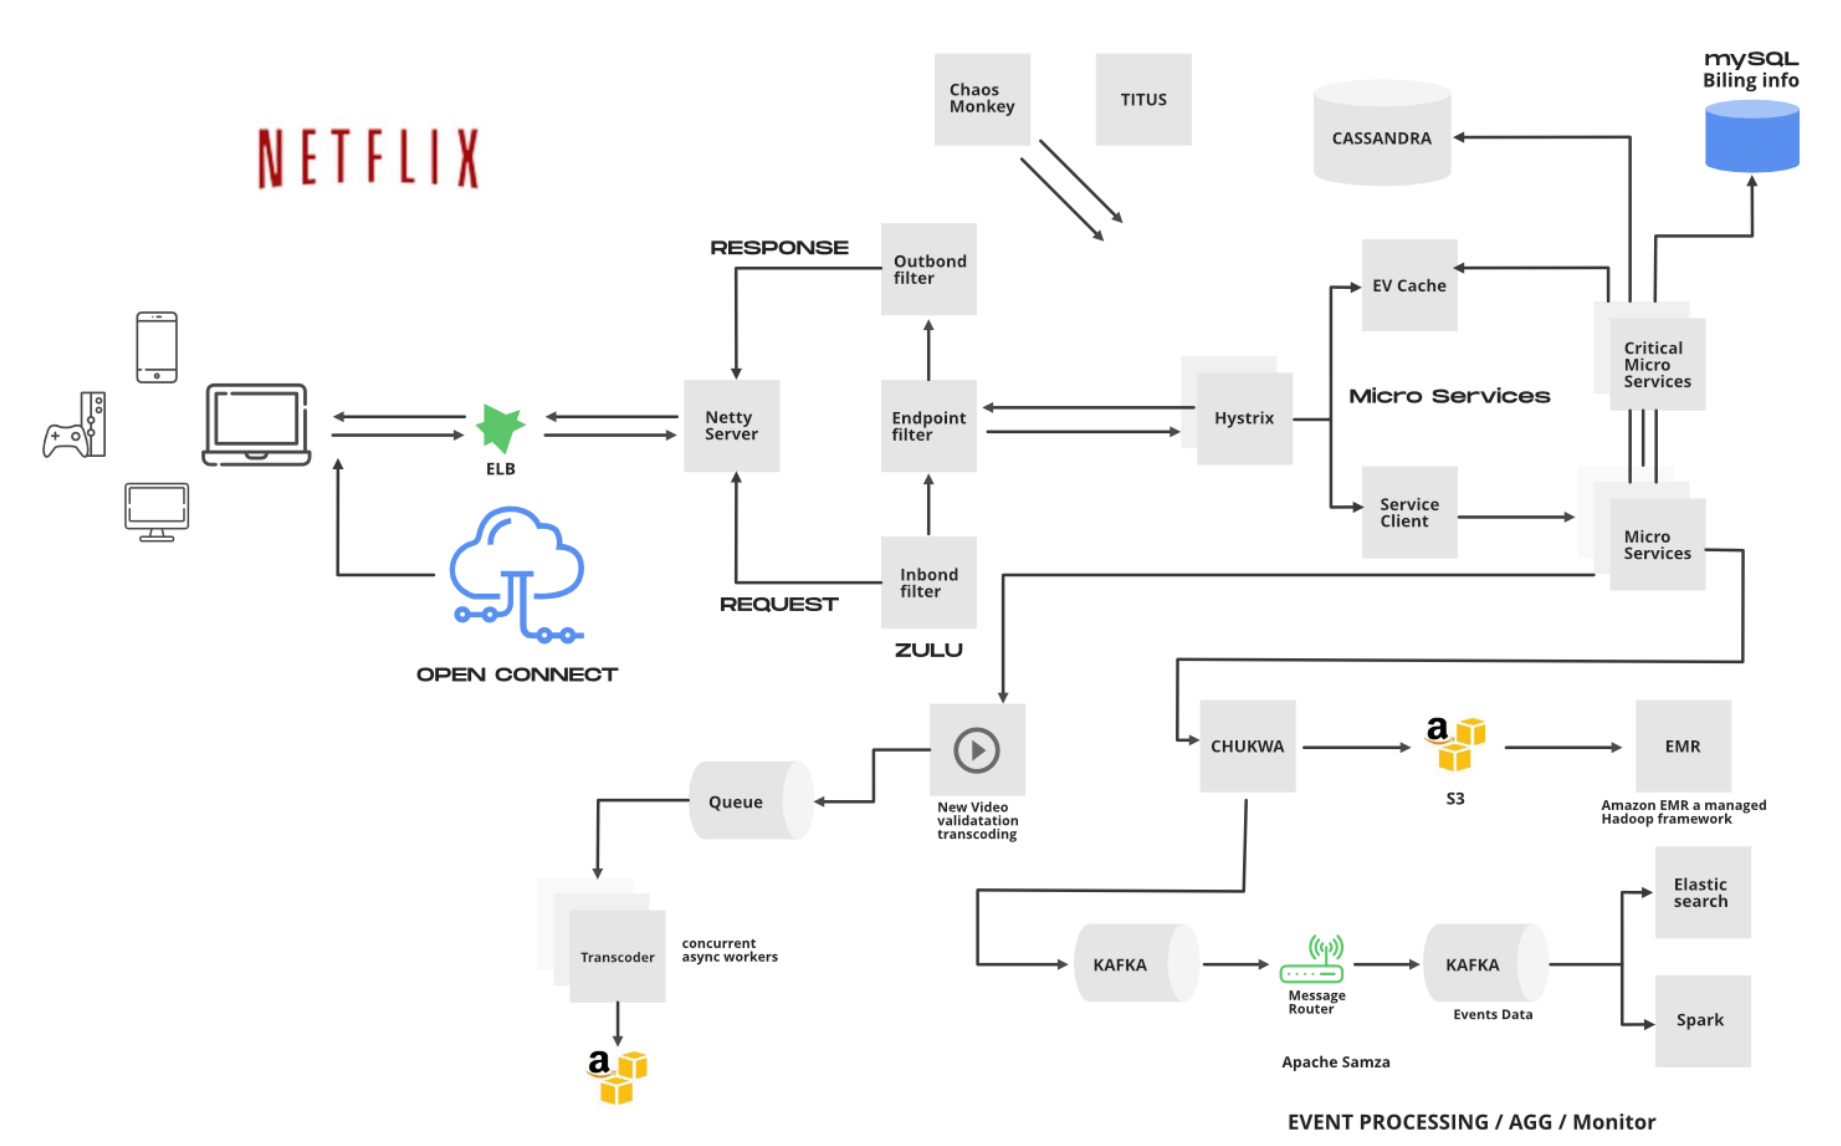 NETFLIX
Chaos
Monkey
TITUS
CASSANDRA
mySQL
Biling info
RESPONSE
Outbond
filter
EV Cache
Critical
Micro
Services
Micro Services
Netty
Server
Endpoint
filter
Hystrix
ELB
Service
Client
Micro
Services
Inbond
filter
REQUEST
ZULU
OPEN CONNECT
New Video
validatation
transcoding
Queue
CHUKWA
a
S3
EMR
Amazon EMR a managed
Hadoop framework
Transcoder
concurrent
async workers
a
KAFKA
Message
Router
KAFKA
Events Data
Elastic
search
Spark
Apache Samza
EVENT PROCESSING / AGG / Monitor